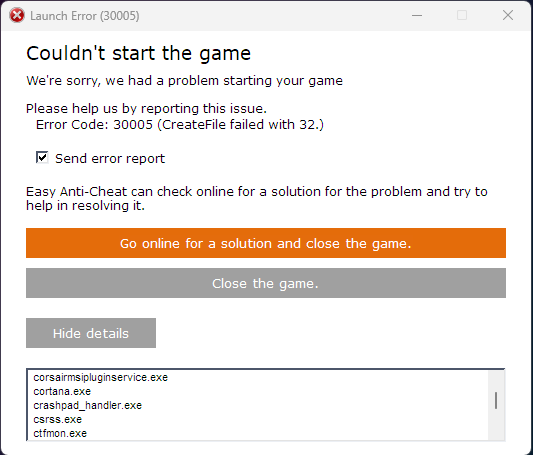 Launch Error (30005)
Couldn't start the game
We're sorry, we had a problem starting your game
Please help us by reporting this issue.
Error Code: 30005 (CreateFile failed with 32.)
Send error report
Easy Anti-Cheat can check online for a solution for the problem and try to
help in resolving it.
Go online for a solution and close the game.
Close the game.
Hide details
corsairmsipluginservice.exe
cortana.exe
crashpad_handler.exe
csrss.exe
ctfmon.exe